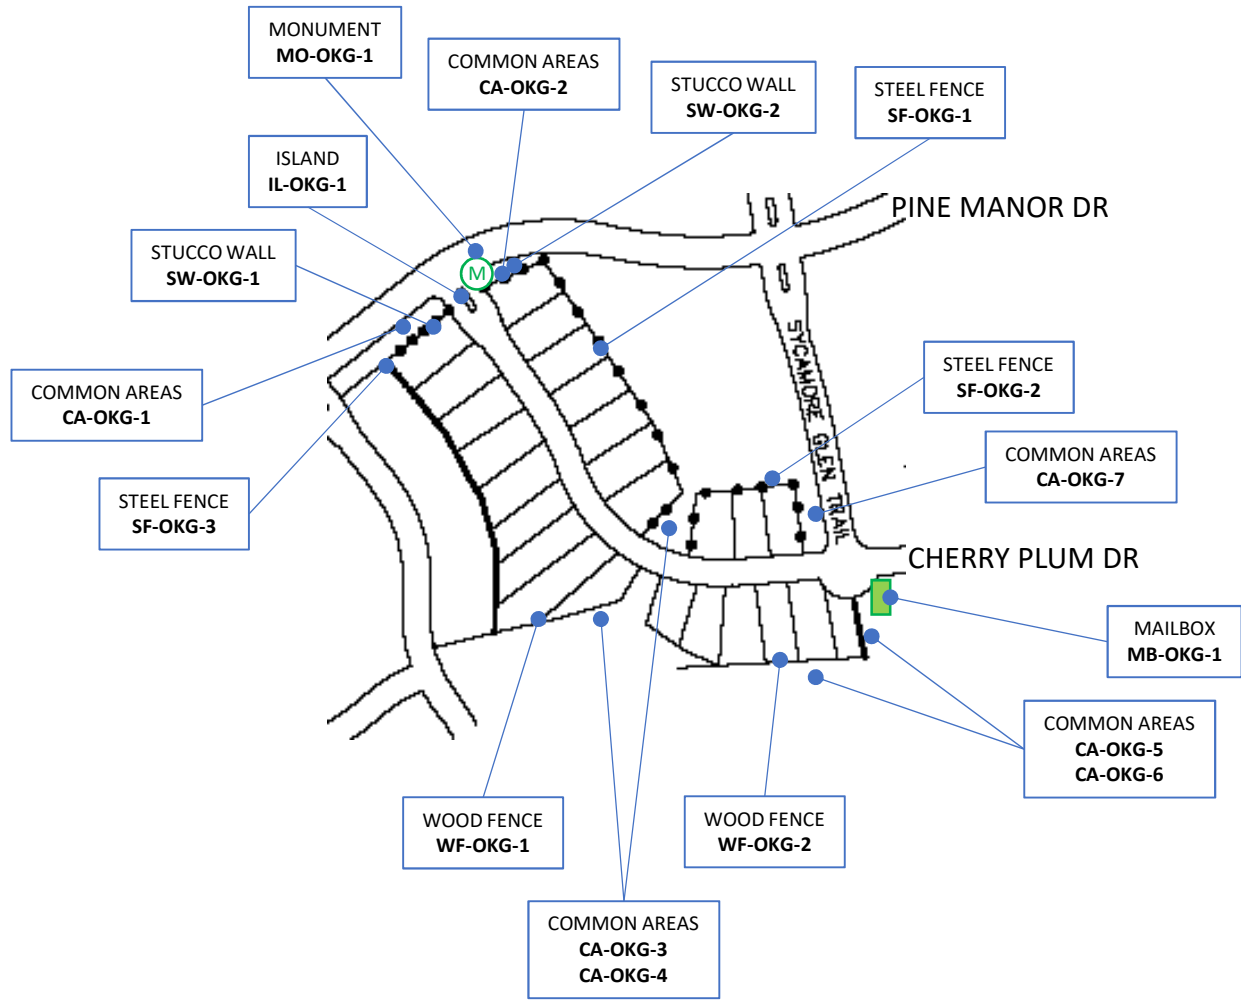 MONUMENT
MO-OKG-1
COMMON AREAS
CA-OKG-2
STUCCO WALL
SW-OKG-2
STEEL FENCE
SF-OKG-1
ISLAND
IL-OKG-1
PINE MANOR DR
STUCCO WALL
SW-OKG-1
M
SYCAMORE GLEN TRAIL
COMMON AREAS
CA-OKG-1
STEEL FENCE
SF-OKG-2
COMMON AREAS
CA-OKG-7
STEEL FENCE
SF-OKG-3
CHERRY PLUM DR
MAILBOX
MB-OKG-1
COMMON AREAS
CA-OKG-5
CA-OKG-6
WOOD FENCE
WF-OKG-1
WOOD FENCE
WF-OKG-2
COMMON AREAS
CA-OKG-3
CA-OKG-4